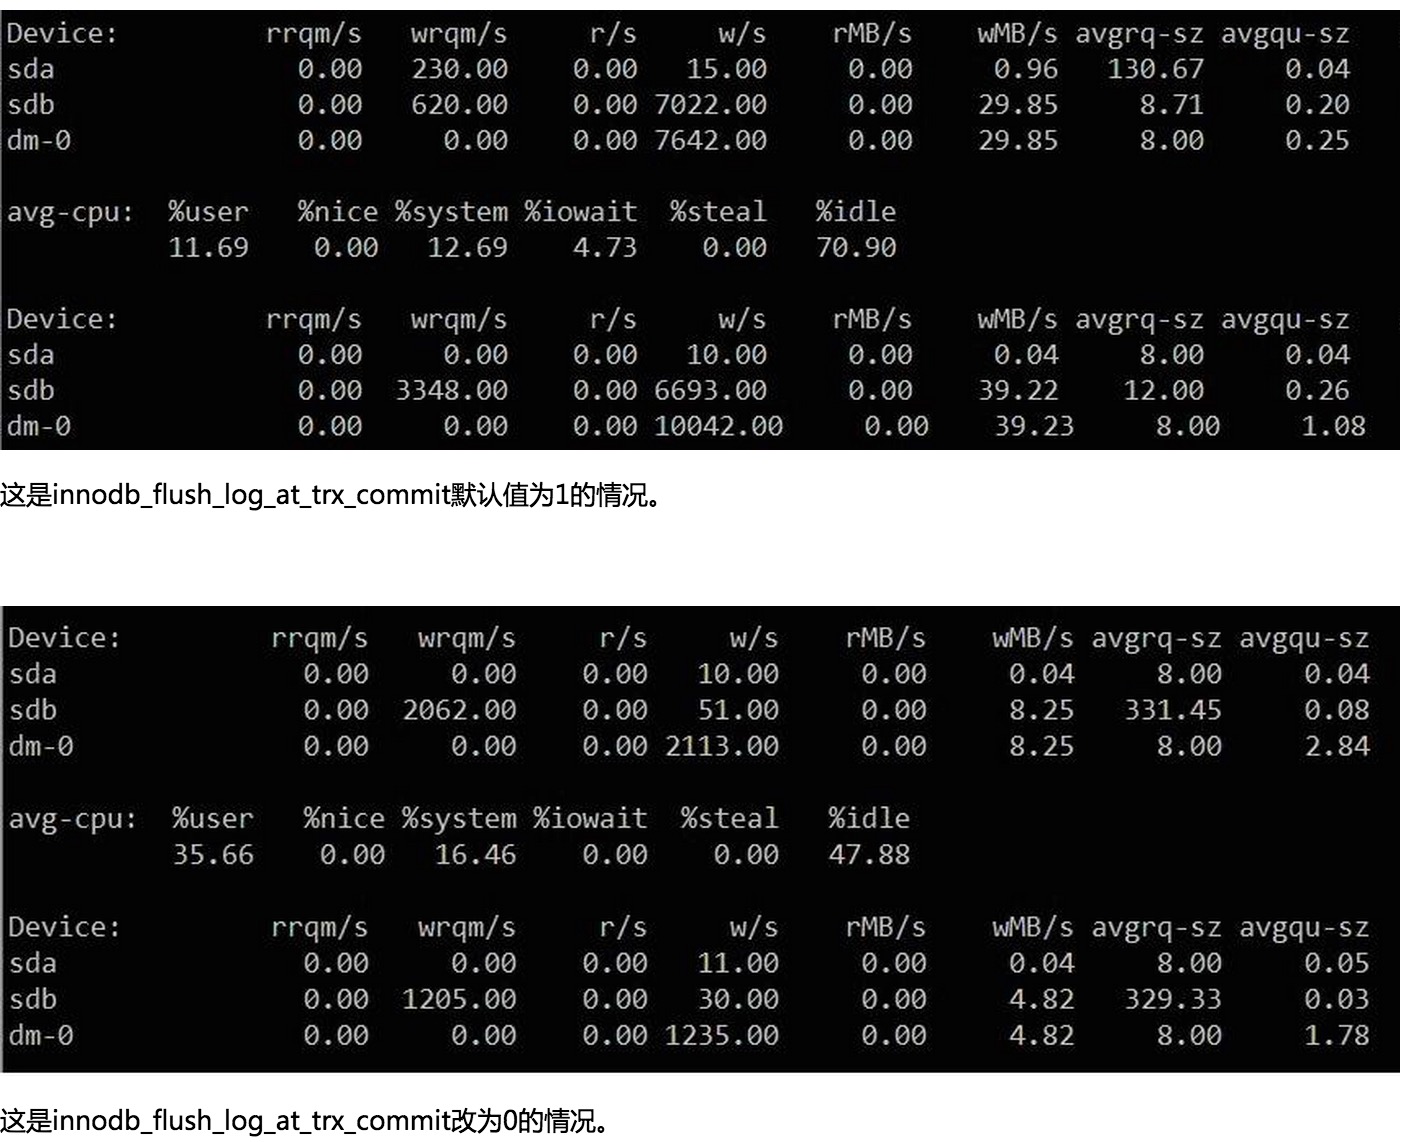 Device: rrqm/s wrqm/s r/s w/s rMB/s wMB/s avgrq-sz avgqu-sz
sda 0.00 230.00 0.00 15.00 0.00 0.96 130.67 0.04
sdb 0.00 620.00 0.00 7022.00 0.00 29.85 8.71 0.20
dm-0 0.00 0.00 0.00 7642.00 0.00 29.85 8.00 0.25
avg-cpu: %user %nice %system %iowait %steal %idle
11.69 0.00 12.69 4.73 0.00 70.90
Device: rrqm/s wrqm/s r/s w/s rMB/s wMB/s avgrq-sz avgqu-sz
sda 0.00 0.00 0.00 10.00 0.00 0.04 8.00 0.04
sdb 0.00 3348.00 0.00 6693.00 0.00 39.22 12.00 0.26
dm-0 0.00 0.00 0.00 10042.00 0.00 39.23 8.00 1.08
这是innodb_flush_log_at_trx_commit默认值为1的情况。
Device: rrqm/s wrqm/s r/s w/s rMB/s wMB/s avgrq-sz avgqu-sz
sda 0.00 0.00 0.00 10.00 0.00 0.04 8.00 0.04
sdb 0.00 2062.00 0.00 51.00 0.00 8.25 331.45 0.08
dm-0 0.00 0.00 0.00 2113.00 0.00 8.25 8.00 2.84
avg-cpu: %user %nice %system %iowait %steal %idle
35.66 0.00 16.46 0.00 0.00 47.88
Device: rrqm/s wrqm/s r/s w/s rMB/s wMB/s avgrq-sz avgqu-sz
sda 0.00 0.00 0.00 11.00 0.00 0.04 8.00 0.05
sdb 0.00 1205.00 0.00 30.00 0.00 4.82 329.33 0.03
dm-0 0.00 0.00 0.00 1235.00 0.00 4.82 8.00 1.78
这是innodb_flush_log_at_trx_commit改为0的情况。